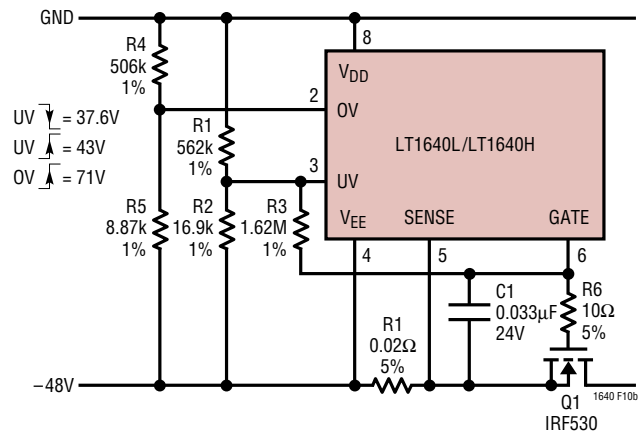 GND
R4
506k
1%
8
VDD
2
OV
UV = 37.6V
UV = 43V
OV = 71V
R1
562k
1%
LT1640L/LT1640H
3
UV
R5
8.87k
1%
R2
16.9k
1%
R3
1.62M
1%
VEE
SENSE
GATE
4
5
6
C1
0.033µF
24V
R6
10Ω
5%
R1
0.02Ω
5%
–48V
Q1
IRF530
1640 F10b